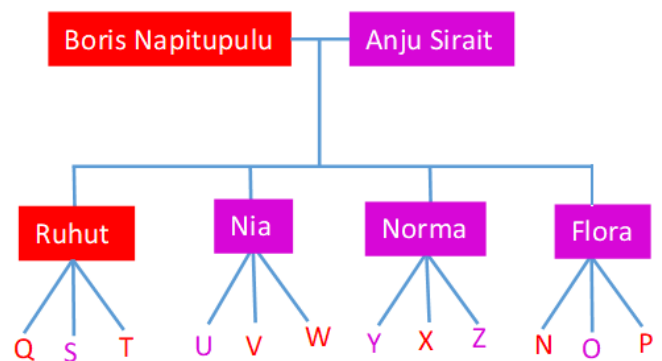 Boris Napitupulu Anju Sirait
Ruhut Nia Norma Flora
Q S T U V W Y X Z N O P